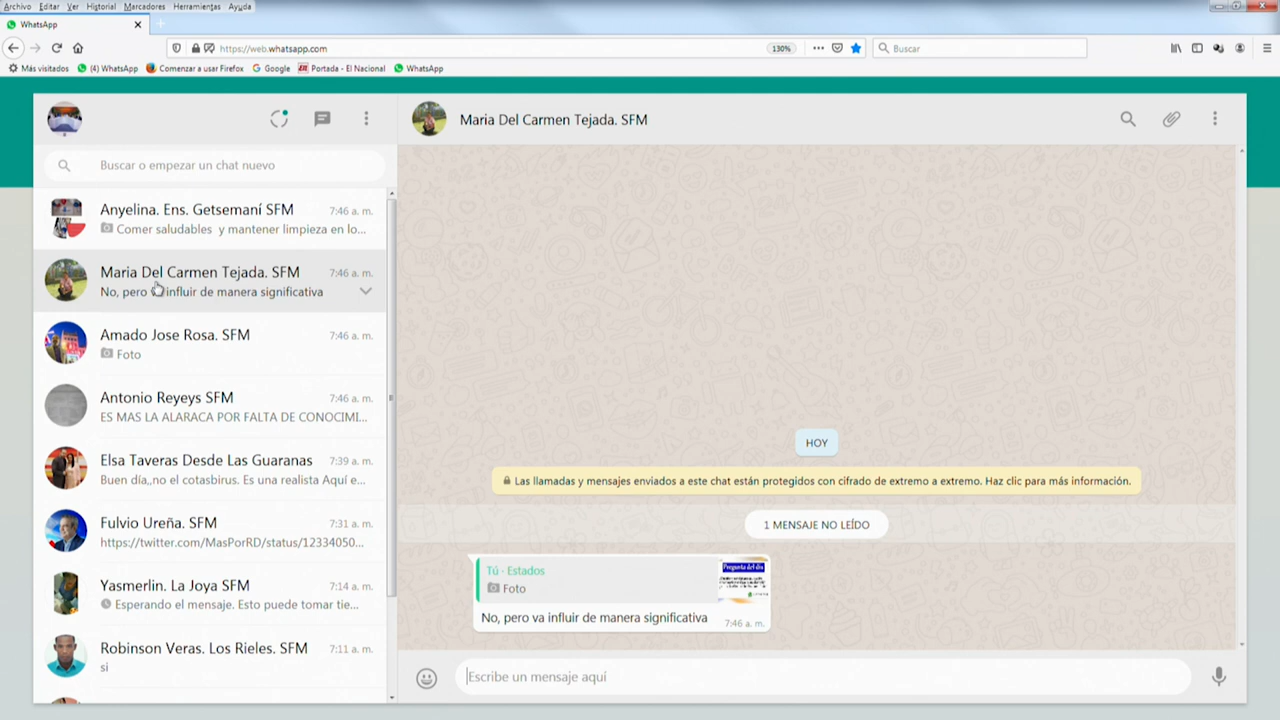 Archivo Editar Ver Historial Marcadores Herramientas Ayuda
WhatsApp
https://web.whatsapp.com
130%
Buscar
Más visitados
(4) WhatsApp
Comenzar a usar Firefox
Google
Portada - El Nacional
WhatsApp
Buscar o empezar un chat nuevo
Anyelina. Ens. Getsemaní SFM 7:46 a. m.
Comer saludables y mantener limpieza en lo...
Maria Del Carmen Tejada. SFM 7:46 a. m.
No, pero influir de manera significativa
Amado Jose Rosa. SFM 7:46 a. m.
Foto
Antonio Reyeys SFM 7:46 a. m.
ES MAS LA ALARACA POR FALTA DE CONOCIMI...
Elsa Taveras Desde Las Guaranas 7:39 a. m.
Buen día,,no el cotasbirus. Es una realista Aquí e...
Fulvio Ureña. SFM 7:31 a. m.
https://twitter.com/MasPorRD/status/12334050...
Yasmerlin. La Joya SFM 7:14 a. m.
Esperando el mensaje. Esto puede tomar tie...
Robinson Veras. Los Rieles. SFM 7:11 a. m.
si
Maria Del Carmen Tejada. SFM
HOY
Las llamadas y mensajes enviados a este chat están protegidos con cifrado de extremo a extremo. Haz clic para más información.
1 MENSAJE NO LEÍDO
Tú · Estados
Foto
Pregunta del día
No, pero va influir de manera significativa
7:46 a. m.
Escribe un mensaje aquí